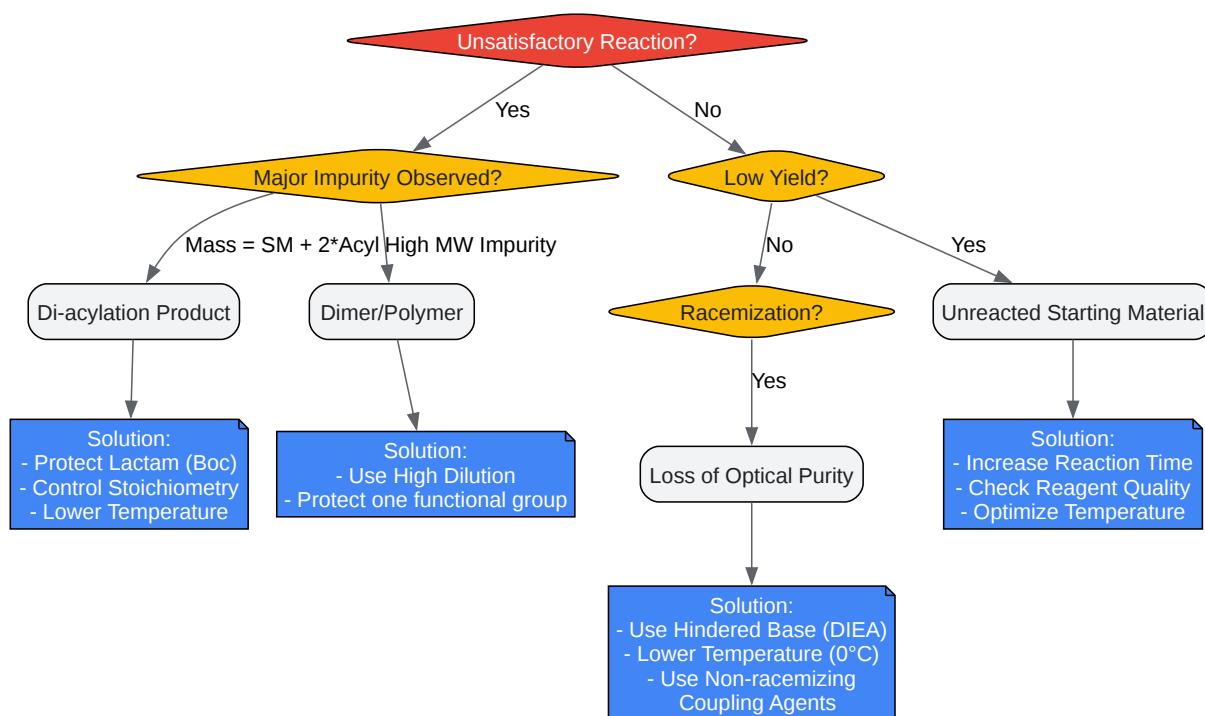 Unsatisfactory Reaction?
Yes
No
Major Impurity Observed?
Low Yield?
Mass = SM + 2*Acyl
High MW Impurity
No
Yes
Di-acylation Product
Dimer/Polymer
Racemization?
Unreacted Starting Material
Yes
Solution:
- Protect Lactam (Boc)
- Control Stoichiometry
- Lower Temperature
Solution:
- Use High Dilution
- Protect one functional group
Loss of Optical Purity
Solution:
- Increase Reaction Time
- Check Reagent Quality
- Optimize Temperature
Solution:
- Use Hindered Base (DIEA)
- Lower Temperature (0°C)
- Use Non-racemizing
Coupling Agents